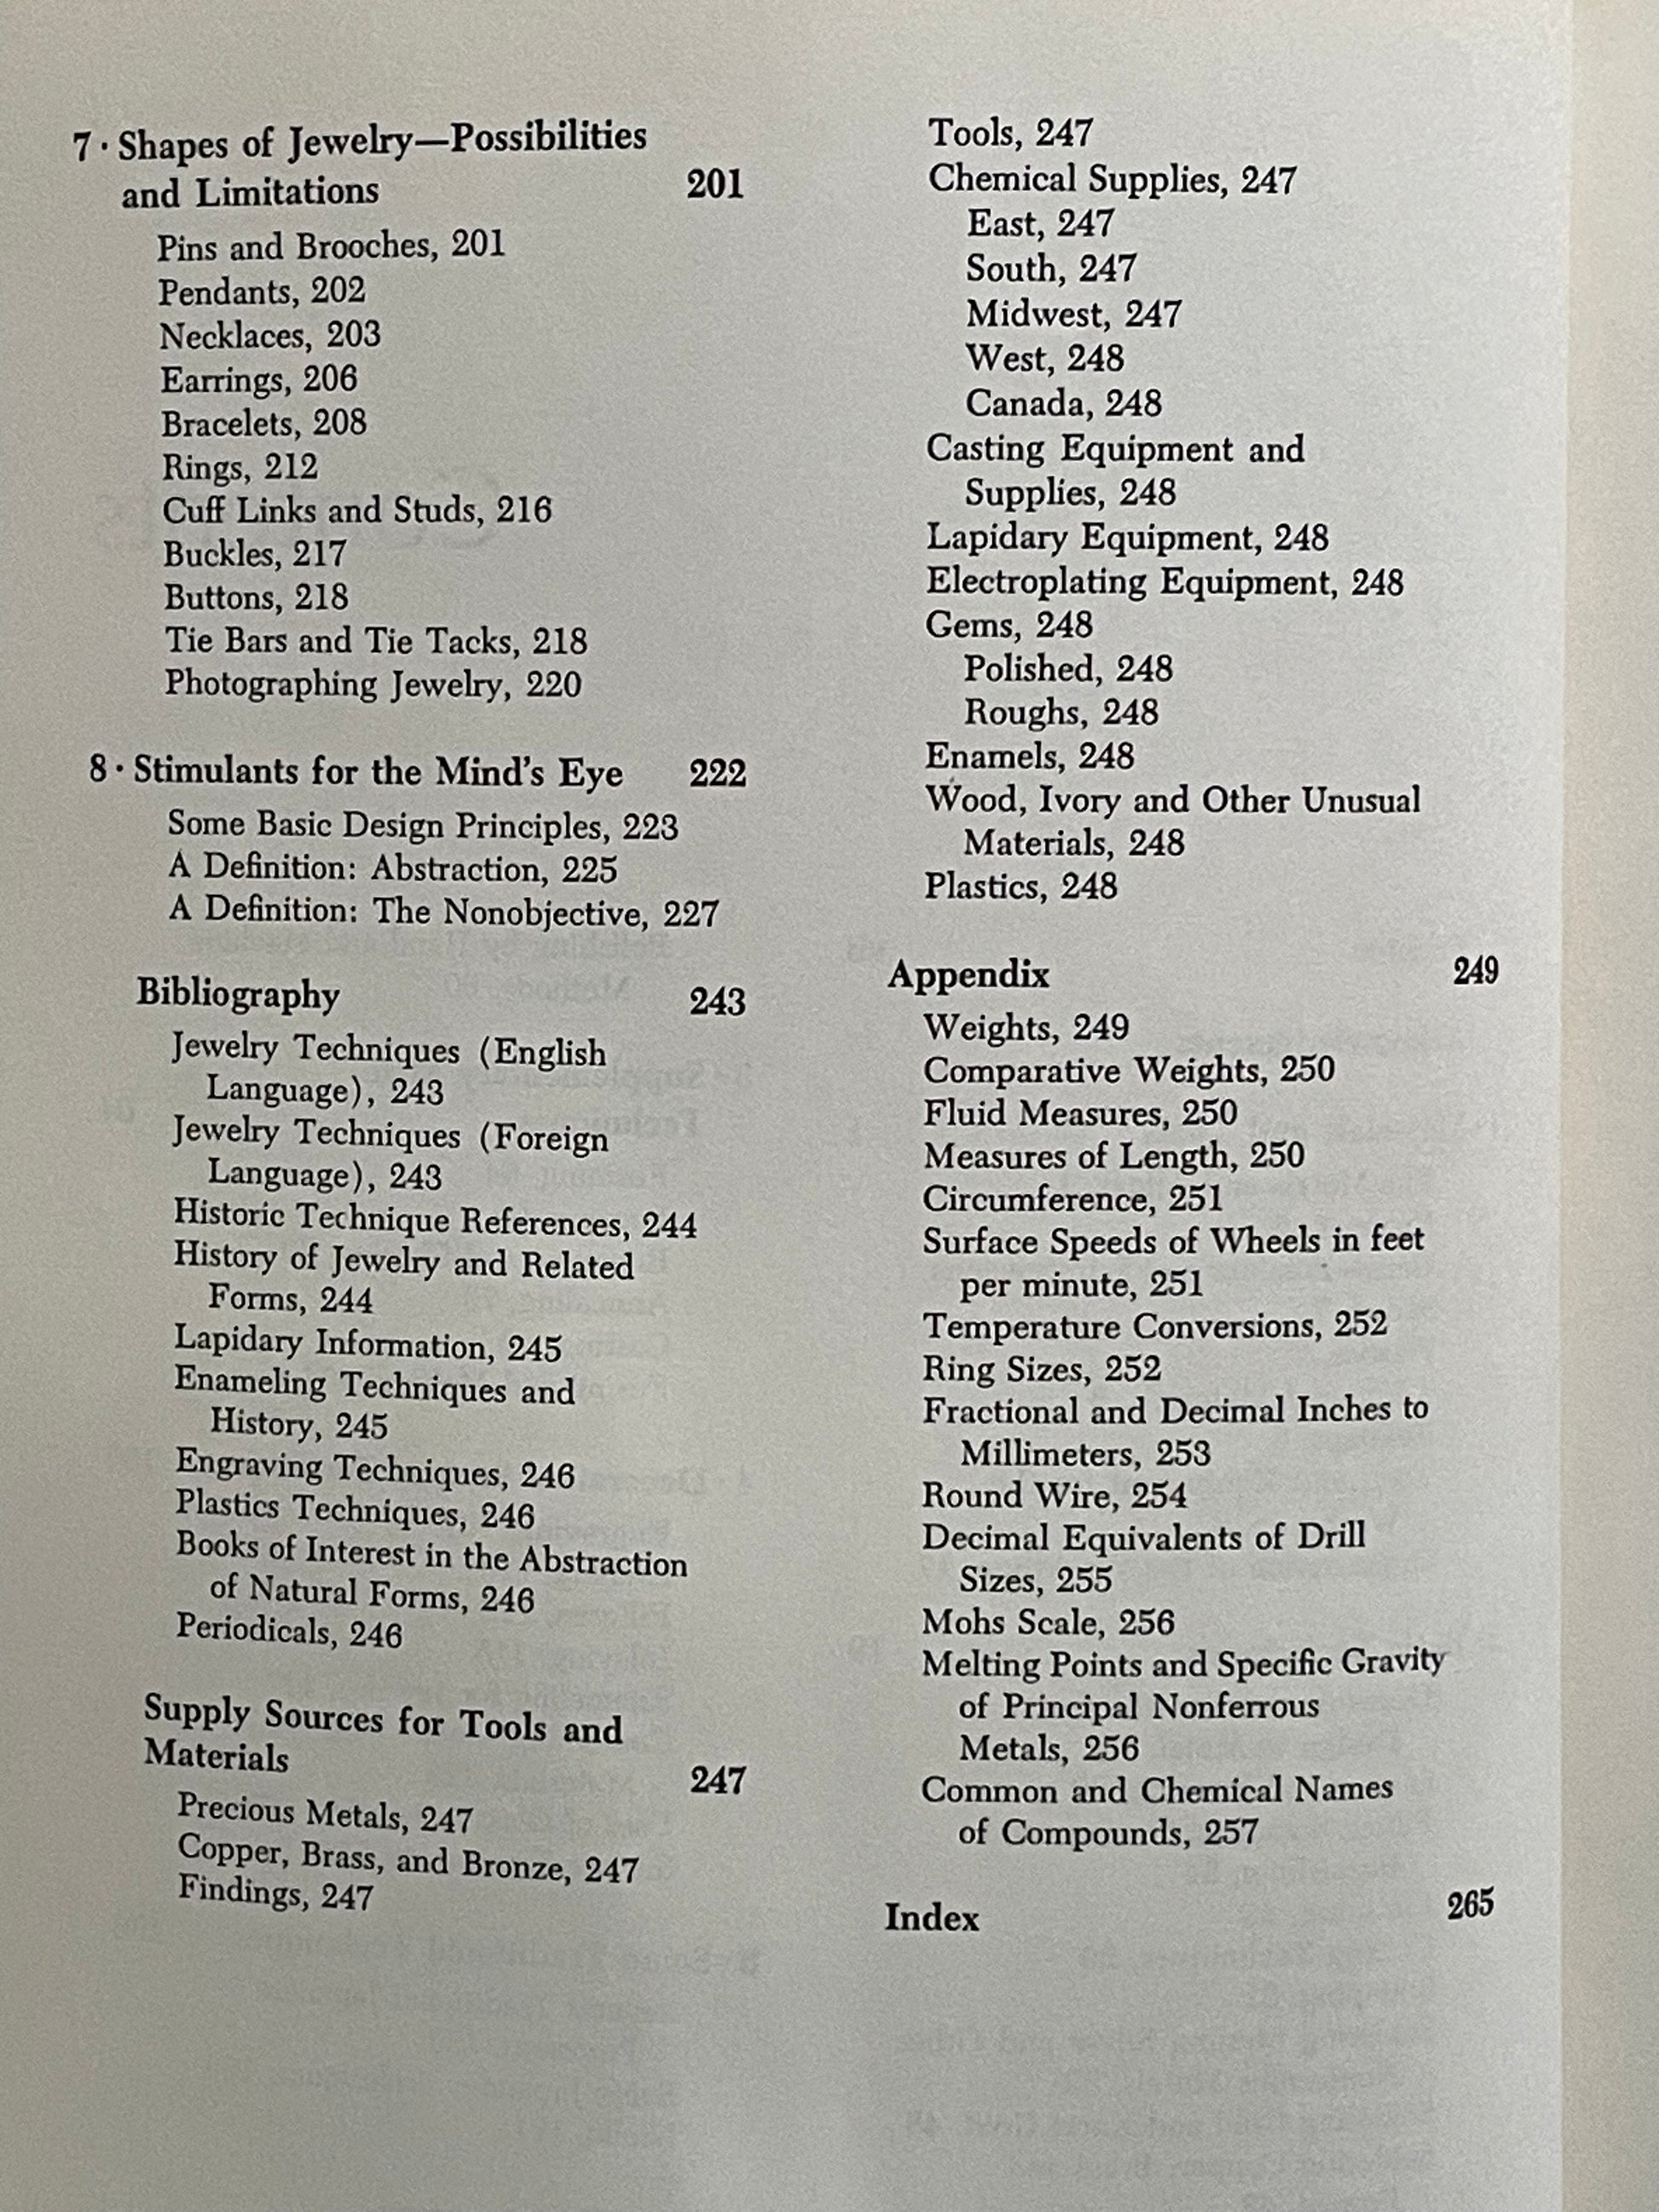 7 · Shapes of Jewelry—Possibilities
and Limitations 201
Pins and Brooches, 201
Pendants, 202
Necklaces, 203
Earrings, 206
Bracelets, 208
Rings, 212
Cuff Links and Studs, 216
Buckles, 217
Buttons, 218
Tie Bars and Tie Tacks, 218
Photographing Jewelry, 220
8 · Stimulants for the Mind's Eye 222
Some Basic Design Principles, 223
A Definition: Abstraction, 225
A Definition: The Nonobjective, 227
Bibliography 243
Jewelry Techniques (English
Language), 243
Jewelry Techniques (Foreign
Language), 243
Historic Technique References, 244
History of Jewelry and Related
Forms, 244
Lapidary Information, 245
Enameling Techniques and
History, 245
Engraving Techniques, 246
Plastics Techniques, 246
Books of Interest in the Abstraction
of Natural Forms, 246
Periodicals, 246
Supply Sources for Tools and
Materials 247
Precious Metals, 247
Copper, Brass, and Bronze, 247
Findings, 247
Tools, 247
Chemical Supplies, 247
East, 247
South, 247
Midwest, 247
West, 248
Canada, 248
Casting Equipment and
Supplies, 248
Lapidary Equipment, 248
Electroplating Equipment, 248
Gems, 248
Polished, 248
Roughs, 248
Enamels, 248
Wood, Ivory and Other Unusual
Materials, 248
Plastics, 248
Appendix 249
Weights, 249
Comparative Weights, 250
Fluid Measures, 250
Measures of Length, 250
Circumference, 251
Surface Speeds of Wheels in feet
per minute, 251
Temperature Conversions, 252
Ring Sizes, 252
Fractional and Decimal Inches to
Millimeters, 253
Round Wire, 254
Decimal Equivalents of Drill
Sizes, 255
Mohs Scale, 256
Melting Points and Specific Gravity
of Principal Nonferrous
Metals, 256
Common and Chemical Names
of Compounds, 257
Index 265